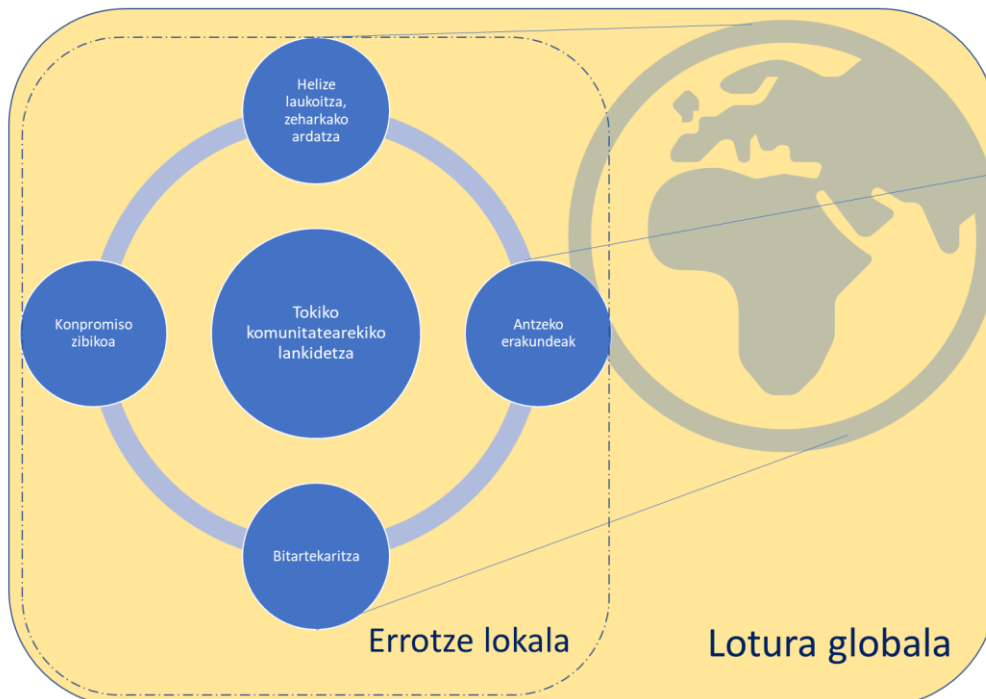 Helize
laukoitza,
zeharkako
ardatza
Konpromiso
zibikoa
Tokiko
komunitatearekiko
lankidetza
Antzeko
erakundeak
Bitartekaritza
Errotze lokala
Lotura globala